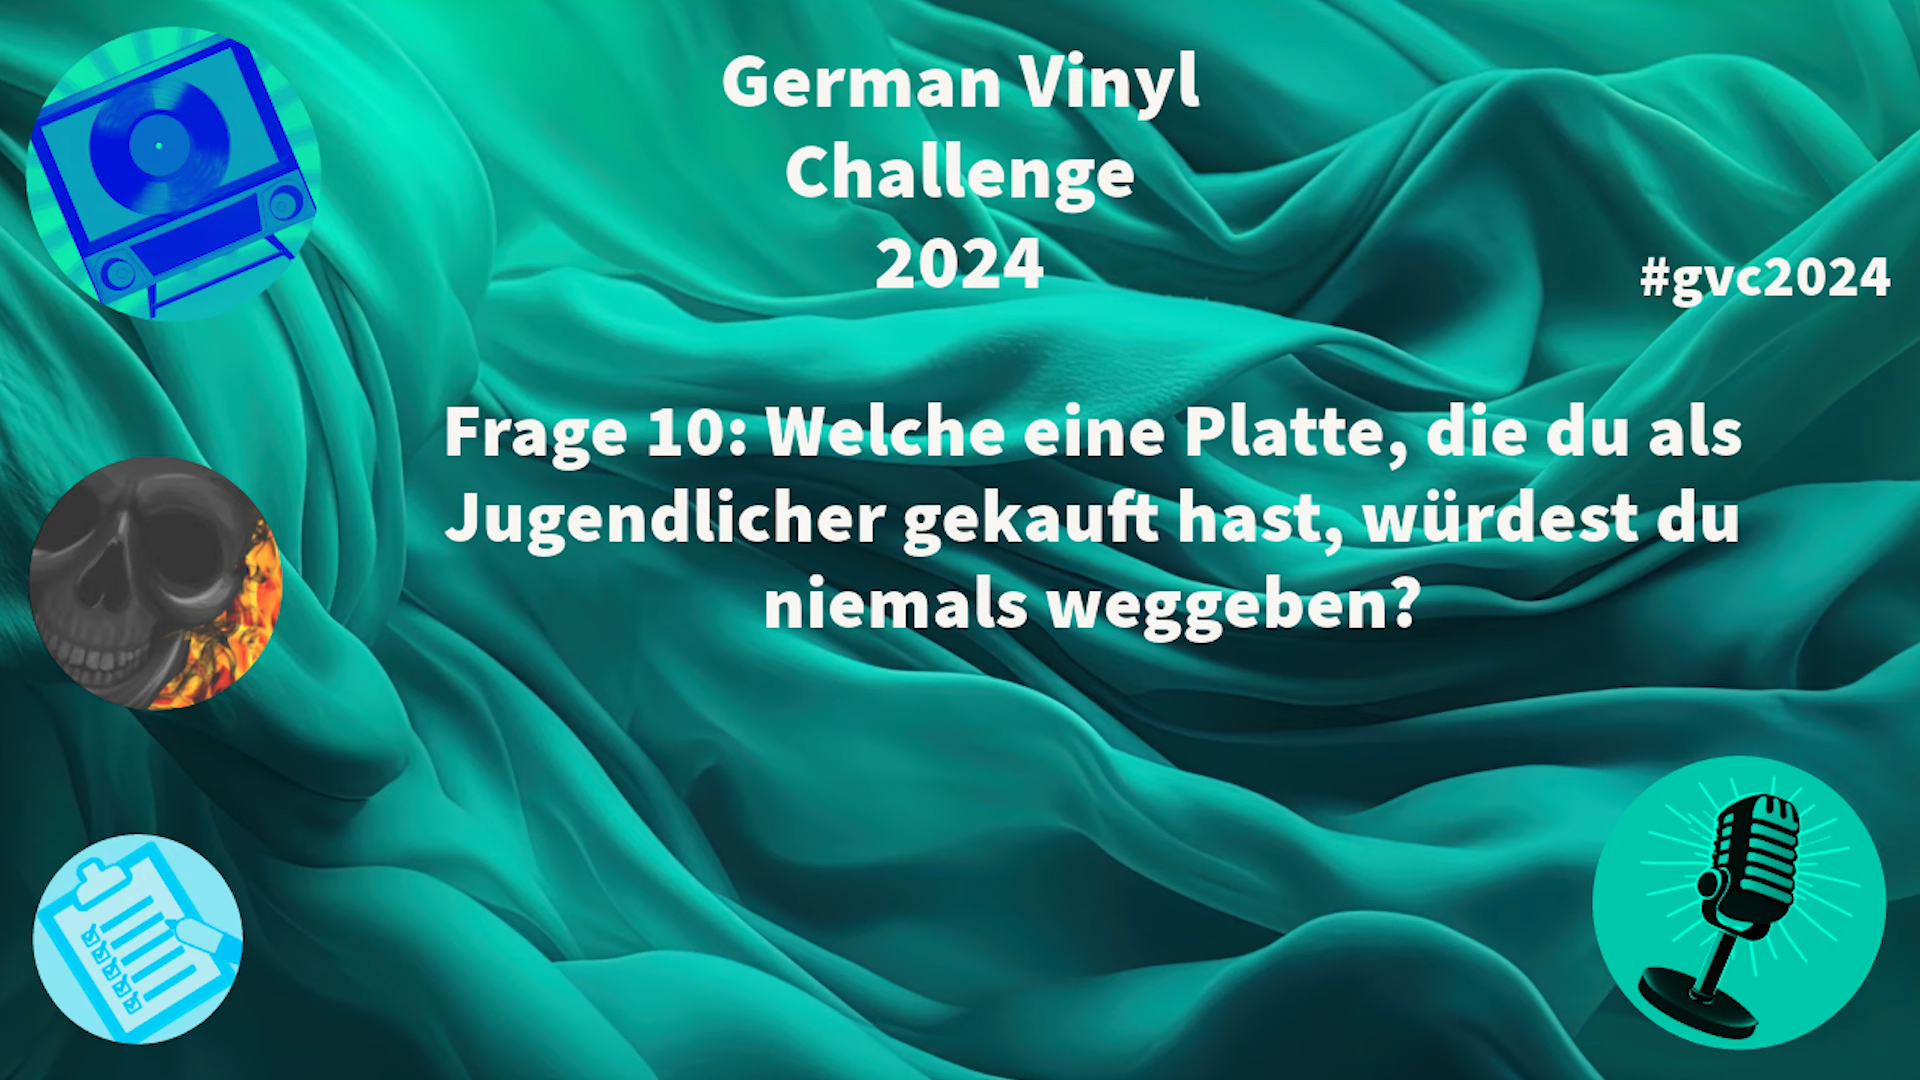 German Vinyl
Challenge
2024
#gvc2024
Frage 10: Welche eine Platte, die du als
Jugendlicher gekauft hast, würdest du
niemals weggeben?